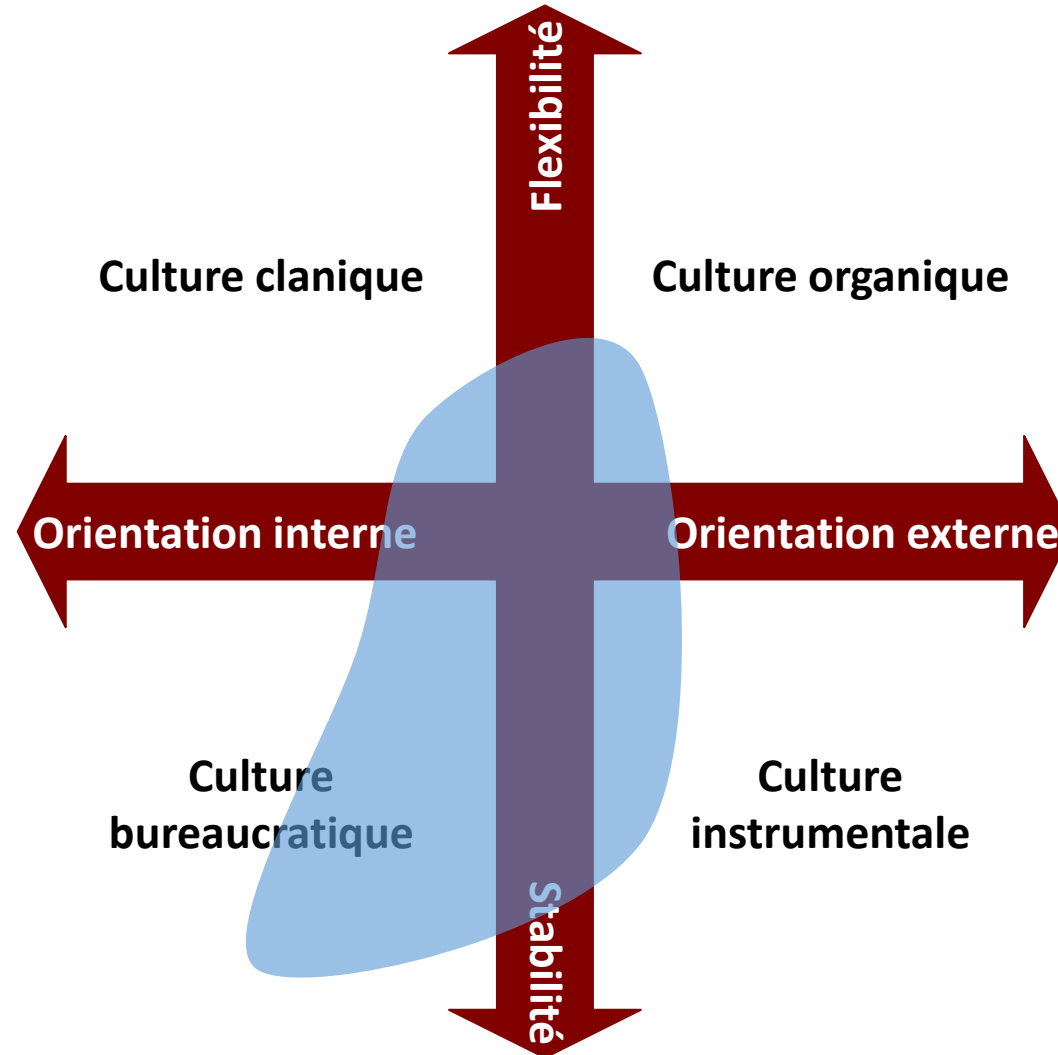 Flexibilité
Culture clanique
Culture organique
Orientation interne
Orientation externe
Culture
bureaucratique
Culture
instrumentale
Stabilité